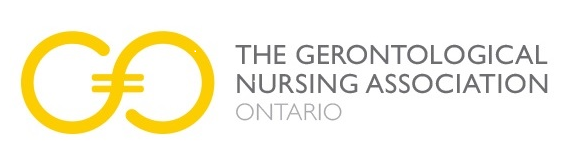 THE GERONTOLOGICAL
NURSING ASSOCIATION
ONTARIO